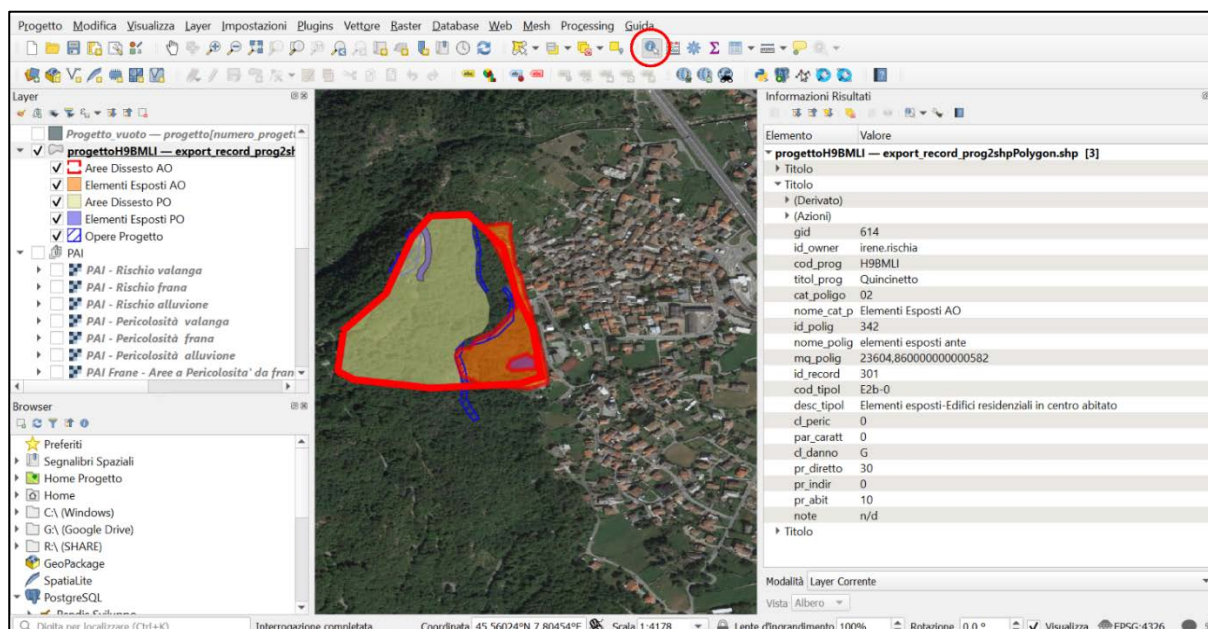 Progetto Modifica Visualizza Layer Impostazioni Plugins Vettore Raster Database Web Mesh Processing Guida
Layer
Progetto_vuoto — progetto[numero_progett
progettoH9BMLI — export_record_prog2sh
Aree Dissesto AO
Elementi Esposti AO
Aree Dissesto PO
Elementi Esposti PO
Opere Progetto
PAI
PAI - Rischio valanga
PAI - Rischio frana
PAI - Rischio alluvione
PAI - Pericolosità valanga
PAI - Pericolosità frana
PAI - Pericolosità alluvione
PAI Frane - Aree a Pericolosita' da fran
Browser
Preferiti
Segnalibri Spaziali
Home Progetto
Home
C:\ (Windows)
G:\ (Google Drive)
R:\ (SHARE)
GeoPackage
SpatiaLite
PostgreSQL
Rendis Sviluppo
Informazioni Risultati
Elemento Valore
progettoH9BMLI — export_record_prog2shpPolygon.shp [3]
Titolo
Titolo
(Derivato)
(Azioni)
gid 614
id_owner irene.rischia
cod_prog H9BMLI
titol_prog Quincinetto
cat_poligo 02
nome_cat_p Elementi Esposti AO
id_polig 342
nome_polig elementi esposti ante
mq_polig 23604,860000000000582
id_record 301
cod_tipol E2b-0
desc_tipol Elementi esposti-Edifici residenziali in centro abitato
cl_peric 0
par_caratt 0
cl_danno G
pr_diretto 30
pr_indir 0
pr_abit 10
note n/d
Titolo
Modalità Layer Corrente
Vista Albero
Digita per localizzare (Ctrl+K) Interrogazione completata Coordinata 45.56024°N 7.80454°E Scala 1:4178 Lente d'ingrandimento 100% Rotazione 0,0 ° Visualizza EPSG:4326